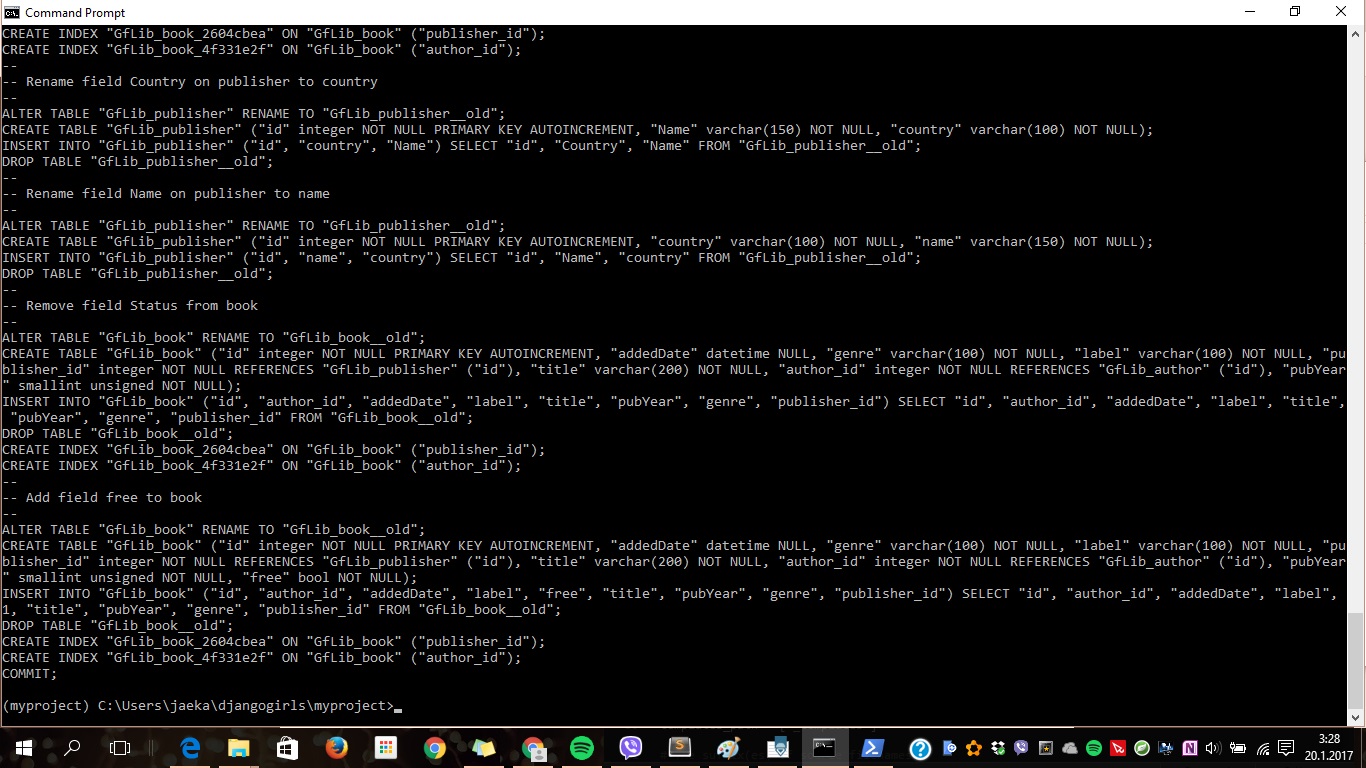 Command Prompt
CREATE INDEX "GfLib_book_2604cbea" ON "GfLib_book" ("publisher_id");
CREATE INDEX "GfLib_book_4f331e2f" ON "GfLib_book" ("author_id");
--
-- Rename field Country on publisher to country
--
ALTER TABLE "GfLib_publisher" RENAME TO "GfLib_publisher__old";
CREATE TABLE "GfLib_publisher" ("id" integer NOT NULL PRIMARY KEY AUTOINCREMENT, "Name" varchar(150) NOT NULL, "country" varchar(100) NOT NULL);
INSERT INTO "GfLib_publisher" ("id", "country", "Name") SELECT "id", "Country", "Name" FROM "GfLib_publisher__old";
DROP TABLE "GfLib_publisher__old";
--
-- Rename field Name on publisher to name
--
ALTER TABLE "GfLib_publisher" RENAME TO "GfLib_publisher__old";
CREATE TABLE "GfLib_publisher" ("id" integer NOT NULL PRIMARY KEY AUTOINCREMENT, "country" varchar(100) NOT NULL, "name" varchar(150) NOT NULL);
INSERT INTO "GfLib_publisher" ("id", "name", "country") SELECT "id", "Name", "country" FROM "GfLib_publisher__old";
DROP TABLE "GfLib_publisher__old";
--
-- Remove field Status from book
--
ALTER TABLE "GfLib_book" RENAME TO "GfLib_book__old";
CREATE TABLE "GfLib_book" ("id" integer NOT NULL PRIMARY KEY AUTOINCREMENT, "addedDate" datetime NULL, "genre" varchar(100) NOT NULL, "label" varchar(100) NOT NULL, "pu
blisher_id" integer NOT NULL REFERENCES "GfLib_publisher" ("id"), "title" varchar(200) NOT NULL, "author_id" integer NOT NULL REFERENCES "GfLib_author" ("id"), "pubYear
" smallint unsigned NOT NULL);
INSERT INTO "GfLib_book" ("id", "author_id", "addedDate", "label", "title", "pubYear", "genre", "publisher_id") SELECT "id", "author_id", "addedDate", "label", "title",
 "pubYear", "genre", "publisher_id" FROM "GfLib_book__old";
DROP TABLE "GfLib_book__old";
CREATE INDEX "GfLib_book_2604cbea" ON "GfLib_book" ("publisher_id");
CREATE INDEX "GfLib_book_4f331e2f" ON "GfLib_book" ("author_id");
--
-- Add field free to book
--
ALTER TABLE "GfLib_book" RENAME TO "GfLib_book__old";
CREATE TABLE "GfLib_book" ("id" integer NOT NULL PRIMARY KEY AUTOINCREMENT, "addedDate" datetime NULL, "genre" varchar(100) NOT NULL, "label" varchar(100) NOT NULL, "pu
blisher_id" integer NOT NULL REFERENCES "GfLib_publisher" ("id"), "title" varchar(200) NOT NULL, "author_id" integer NOT NULL REFERENCES "GfLib_author" ("id"), "pubYear
" smallint unsigned NOT NULL, "free" bool NOT NULL);
INSERT INTO "GfLib_book" ("id", "author_id", "addedDate", "label", "free", "title", "pubYear", "genre", "publisher_id") SELECT "id", "author_id", "addedDate", "label",
1, "title", "pubYear", "genre", "publisher_id" FROM "GfLib_book__old";
DROP TABLE "GfLib_book__old";
CREATE INDEX "GfLib_book_2604cbea" ON "GfLib_book" ("publisher_id");
CREATE INDEX "GfLib_book_4f331e2f" ON "GfLib_book" ("author_id");
COMMIT;
(myproject) C:\Users\jaeka\djangogirls\myproject>_
3:28
20.1.2017